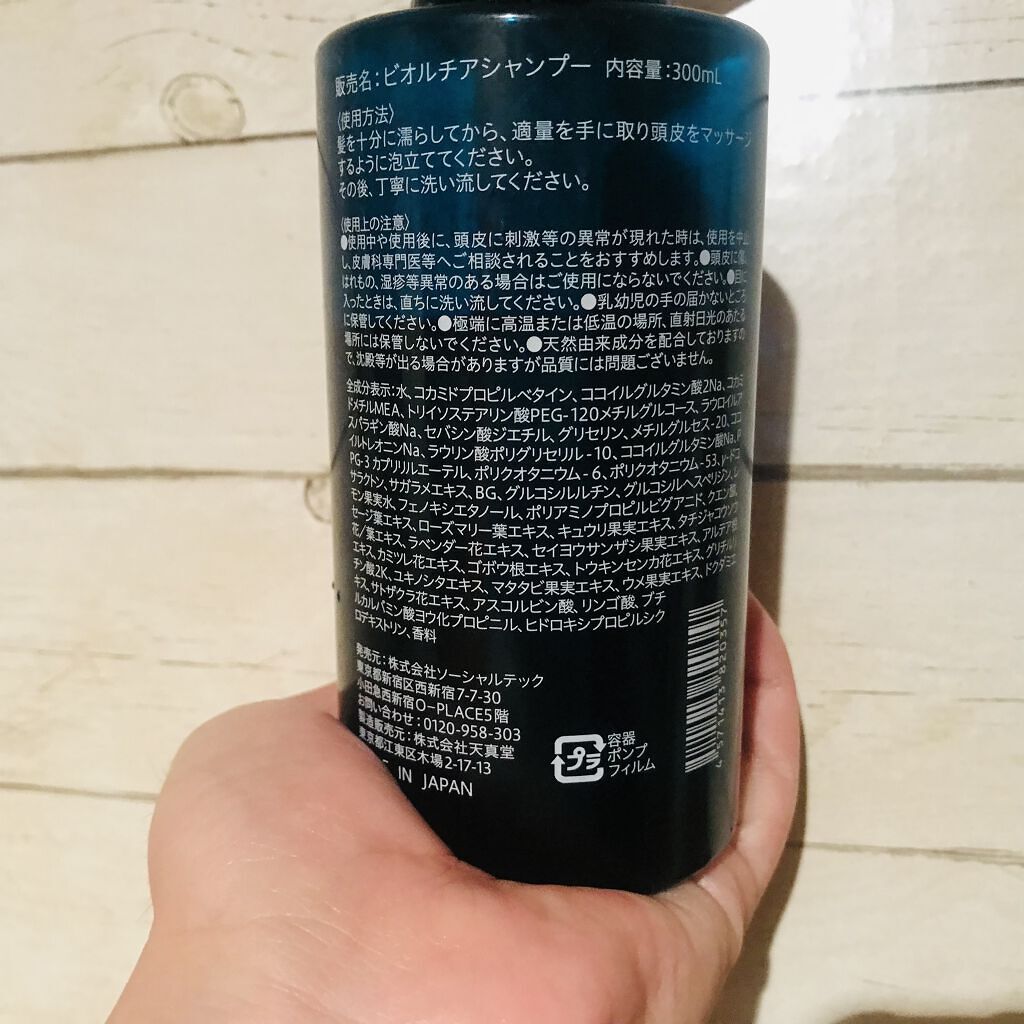 販売名：ビオルチアシャンプー 内容量：300mL
〈使用方法〉
髪を十分に濡らしてから、適量を手に取り頭皮をマッサージ
するように泡立ててください。
その後、丁寧に洗い流してください。
〈使用上の注意〉
●使用中や使用後に、頭皮に刺激等の異常が現れた時は、使用を中止
し、皮膚科専門医等へご相談されることをおすすめします。●頭皮に傷、
はれもの、湿疹等異常のある場合はご使用にならないでください。●目に
入ったときは、直ちに洗い流してください。●乳幼児の手の届かないところ
に保管してください。●極端に高温または低温の場所、直射日光のあたる
場所には保管しないでください。●天然由来成分を配合しておりますの
で、沈殿等が出る場合がありますが品質には問題ございません。
全成分表示：水、コカミドプロピルベタイン、ココイルグルタミン酸2Na、コカミ
ドメチルMEA、トリイソステアリン酸PEG-120メチルグルコース、ラウロイルア
スパラギン酸Na、セバシン酸ジエチル、グリセリン、メチルグルセス-20、ココ
イルトレオニンNa、ラウリン酸ポリグリセリル-10、ココイルグルタミン酸Na、P
PG-3 カプリリルエーテル、ポリクオタニウム-6、ポリクオタニウム-53、γ-ドコ
サラクトン、サガラメエキス、BG、グルコシルルチン、グルコシルヘスペリジン、レ
モン果実水、フェノキシエタノール、ポリアミノプロピルビグアニド、クエン酸、
セージ葉エキス、ローズマリー葉エキス、キュウリ果実エキス、タチジャコウソウ
花/葉エキス、ラベンダー花エキス、セイヨウサンザシ果実エキス、アルテア根
エキス、カミツレ花エキス、ゴボウ根エキス、トウキンセンカ花エキス、グリチルリ
チン酸2K、ユキノシタエキス、マタタビ果実エキス、ウメ果実エキス、ドクダミエ
キス、サトザクラ花エキス、アスコルビン酸、リンゴ酸、ブチ
ルカルバミン酸ヨウ化プロピニル、ヒドロキシプロピルシク
ロデキストリン、香料
発売元：株式会社ソーシャルテック
東京都新宿区西新宿7-7-30
小田急西新宿O-PLACE5階
お問い合わせ：0120-958-303
製造販売元：株式会社天真堂
東京都江東区木場2-17-13
IN JAPAN
プラ
容器
ポンプ
フィルム
4 571413 820357